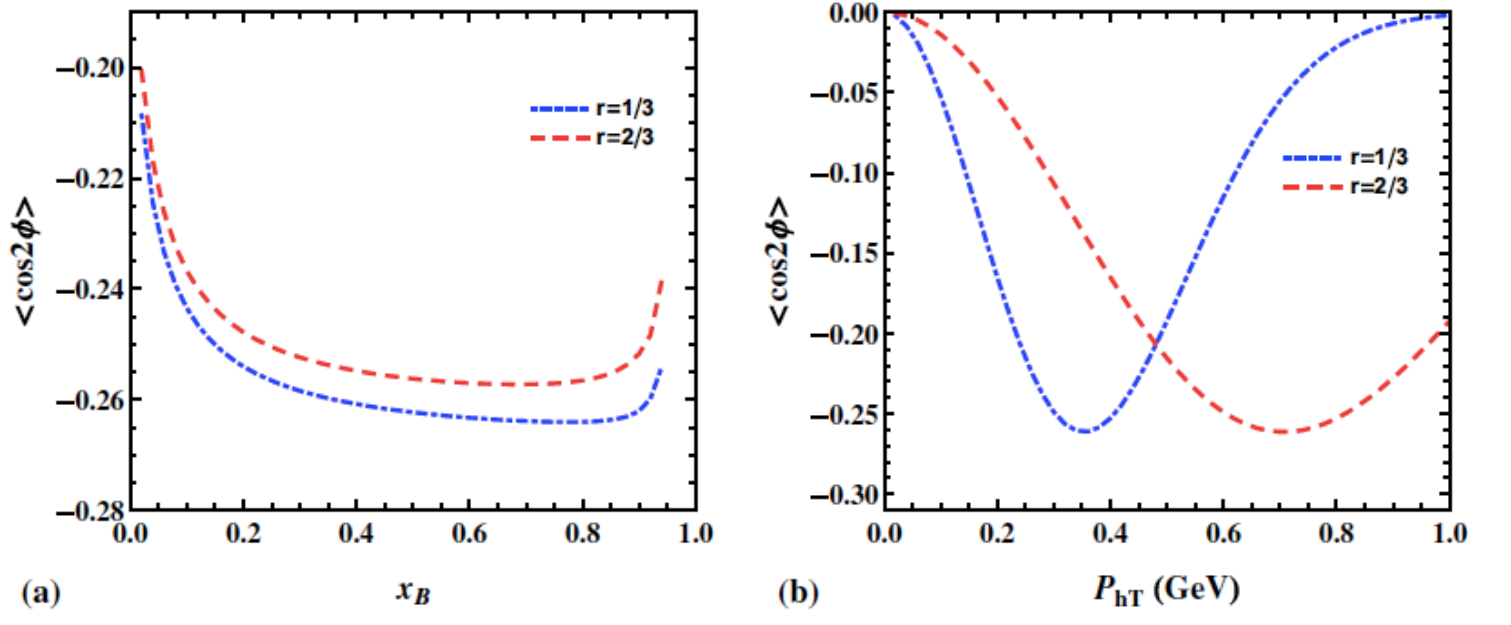 −0.20
−0.22
−0.24
−0.26
−0.28
<cos2ϕ>
r=1/3
r=2/3
0.0 0.2 0.4 0.6 0.8 1.0
(a)
x_B
0.00
−0.05
−0.10
−0.15
−0.20
−0.25
−0.30
<cos2ϕ>
r=1/3
r=2/3
0.0 0.2 0.4 0.6 0.8 1.0
(b)
P_hT (GeV)